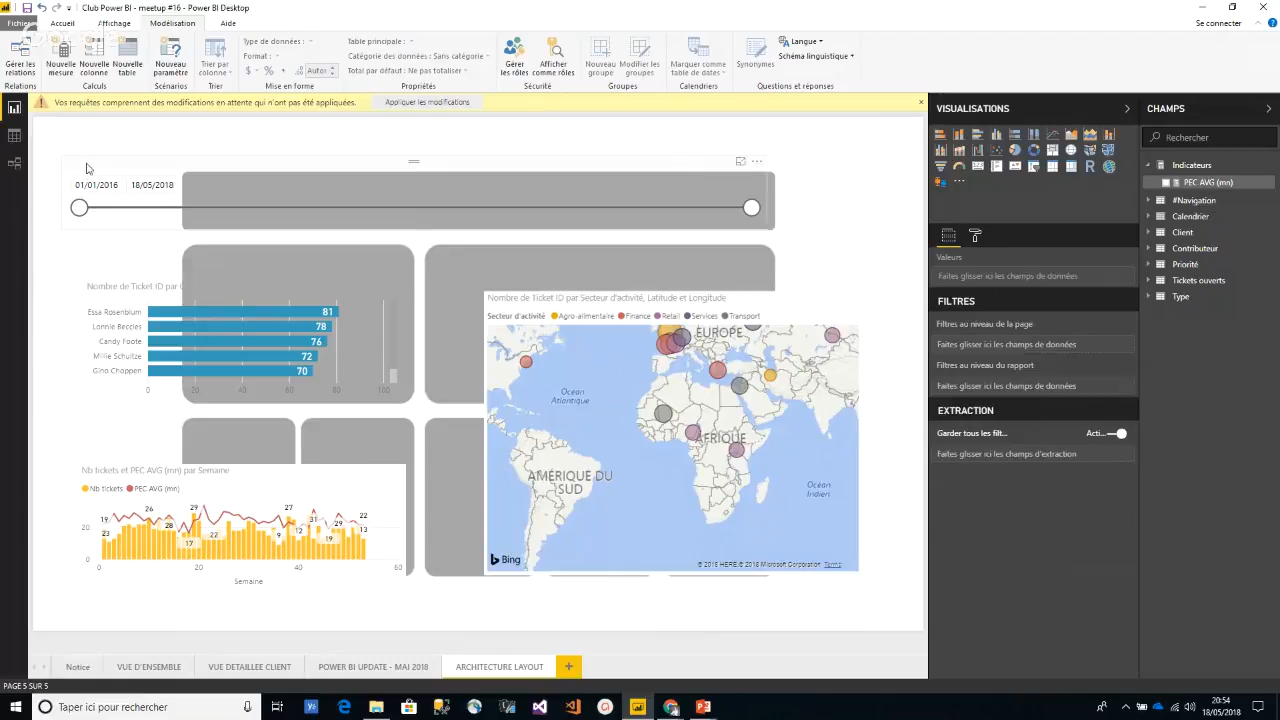 Club Power BI - meetup #16 - Power BI Desktop
Fichier Accueil Affichage Modélisation Aide Se connecter
Gérer les relations
Nouvelle mesure
Nouvelle colonne
Nouvelle table
Nouveau paramètre
Trier par colonne
Type de données :
Format :
$ % Auto
Table principale :
Catégorie des données : Sans catégorie
Total par défaut : Ne pas totaliser
Gérer les rôles
Afficher comme rôles
Nouveau groupe
Modifier les groupes
Marquer comme table de dates
Synonymes
Langue
Schéma linguistique
Relations Calculs Scénarios Trier Mise en forme Propriétés Sécurité Groupes Calendriers Questions et réponses
Vos requêtes comprennent des modifications en attente qui n'ont pas été appliquées. Appliquer les modifications
01/01/2016 18/05/2018
Nombre de Ticket ID par
Essa Rosenblum 81
Lonnie Beccles 78
Candy Foote 76
Millie Schultze 72
Gino Choppen 70
0 20 40 60 80 100
Nb tickets et PEC AVG (mn) par Semaine
Nb tickets PEC AVG (mn)
19 23 26 28 29 17 22 27 9 12 31 19 29 22 13
20
0
0 20 40 60
Semaine
Nombre de Ticket ID par Secteur d'activité, Latitude et Longitude
Secteur d'activité Agro-alimentaire Finance Retail Services Transport
EUROPE
Océan Atlantique
AFRIQUE
AMÉRIQUE DU SUD
Océan Indien
Bing
© 2018 HERE, © 2018 Microsoft Corporation Terms
VISUALISATIONS
Valeurs
Faites glisser ici les champs de données
FILTRES
Filtres au niveau de la page
Faites glisser ici les champs de données
Filtres au niveau du rapport
Faites glisser ici les champs de données
EXTRACTION
Garder tous les filt... Acti...
Faites glisser ici les champs d'extraction
CHAMPS
Rechercher
Indicateurs
PEC AVG (mn)
#Navigation
Calendrier
Client
Contributeur
Priorité
Tickets ouverts
Type
Notice VUE D'ENSEMBLE VUE DETAILLEE CLIENT POWER BI UPDATE - MAI 2018 ARCHITECTURE LAYOUT +
PAGE 5 SUR 5
Taper ici pour rechercher
20:54
18/05/2018